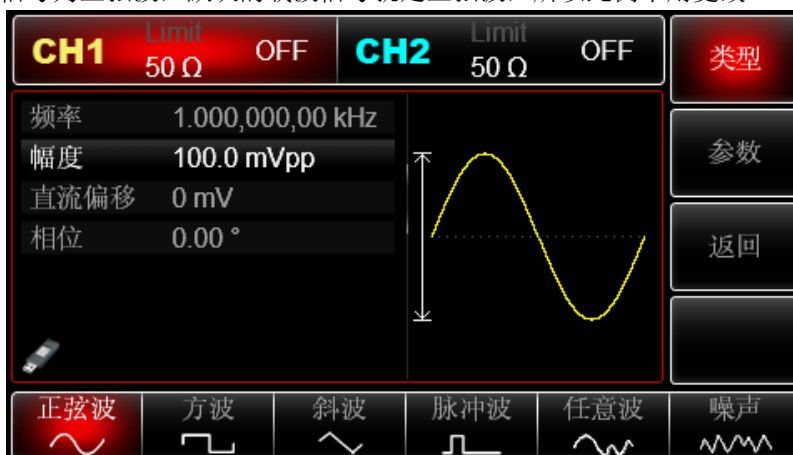 CH1 Limit 50 Ω OFF
CH2 Limit 50 Ω OFF
类型
频率 1.000,000,00 kHz
幅度 100.0 mVpp
直流偏移 0 mV
相位 0.00 °
参数
返回
正弦波 方波 斜波 脉冲波 任意波 噪声